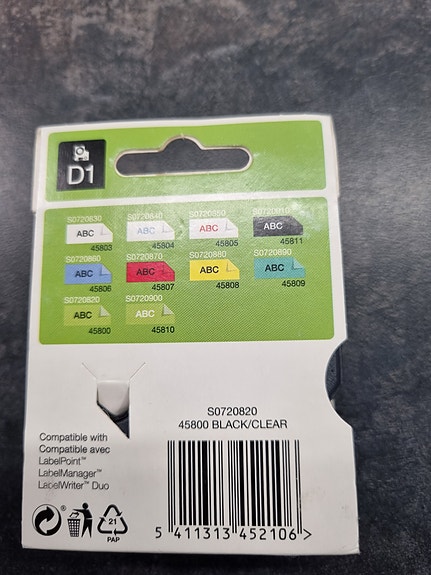 D1
S0720830 S0720840 S0720850 S0720910
ABC ABC ABC ABC
45803 45804 45805 45811
S0720860 S0720870 S0720880 S0720890
ABC ABC ABC ABC
45806 45807 45808 45809
S0720820 S0720900
ABC ABC
45800 45810
S0720820
45800 BLACK/CLEAR
Compatible with
Compatible avec
LabelPoint™
LabelManager™
LabelWriter™ Duo
21
PAP
5 411313 452106 >